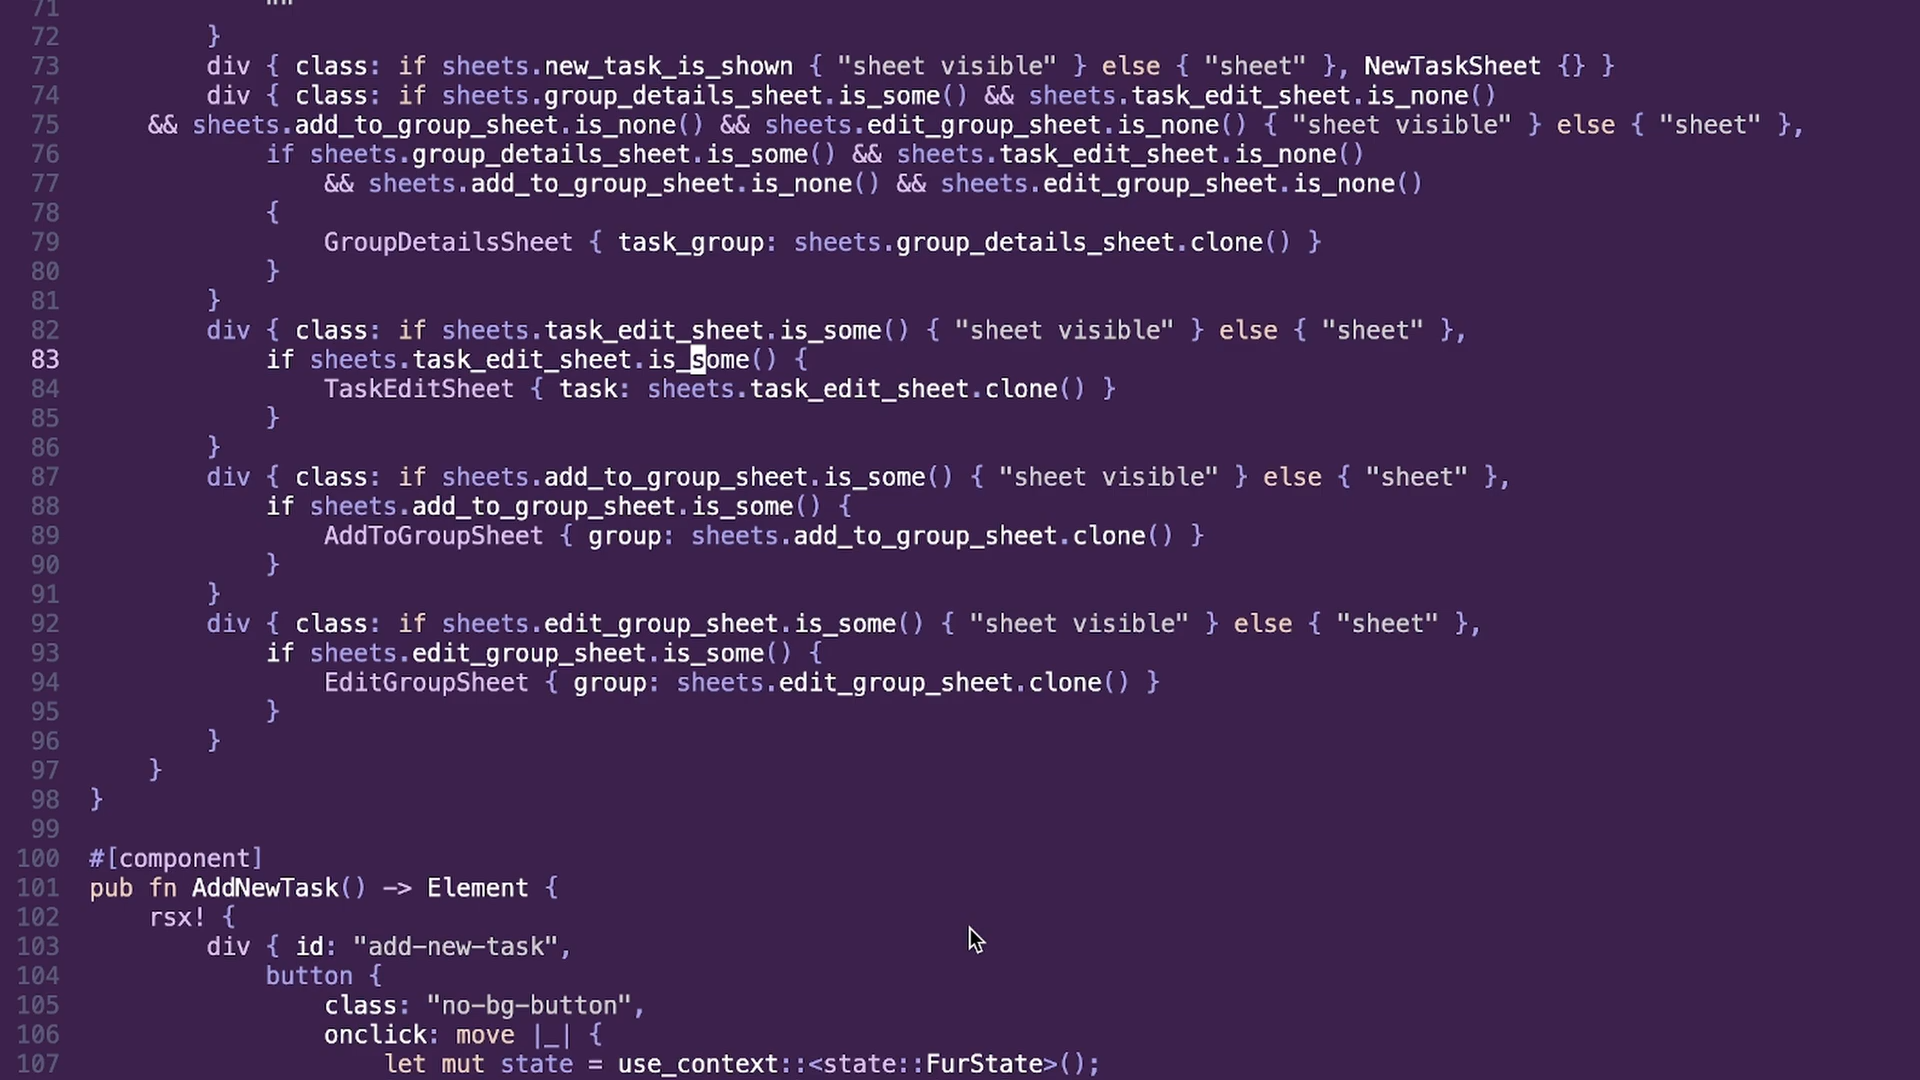 71             ""
72         }
73         div { class: if sheets.new_task_is_shown { "sheet visible" } else { "sheet" }, NewTaskSheet {} }
74         div { class: if sheets.group_details_sheet.is_some() && sheets.task_edit_sheet.is_none()
75     && sheets.add_to_group_sheet.is_none() && sheets.edit_group_sheet.is_none() { "sheet visible" } else { "sheet" },
76             if sheets.group_details_sheet.is_some() && sheets.task_edit_sheet.is_none()
77                 && sheets.add_to_group_sheet.is_none() && sheets.edit_group_sheet.is_none()
78             {
79                 GroupDetailsSheet { task_group: sheets.group_details_sheet.clone() }
80             }
81         }
82         div { class: if sheets.task_edit_sheet.is_some() { "sheet visible" } else { "sheet" },
83             if sheets.task_edit_sheet.is_some() {
84                 TaskEditSheet { task: sheets.task_edit_sheet.clone() }
85             }
86         }
87         div { class: if sheets.add_to_group_sheet.is_some() { "sheet visible" } else { "sheet" },
88             if sheets.add_to_group_sheet.is_some() {
89                 AddToGroupSheet { group: sheets.add_to_group_sheet.clone() }
90             }
91         }
92         div { class: if sheets.edit_group_sheet.is_some() { "sheet visible" } else { "sheet" },
93             if sheets.edit_group_sheet.is_some() {
94                 EditGroupSheet { group: sheets.edit_group_sheet.clone() }
95             }
96         }
97     }
98 }
99
100 #[component]
101 pub fn AddNewTask() -> Element {
102     rsx! {
103         div { id: "add-new-task",
104             button {
105                 class: "no-bg-button",
106                 onclick: move |_| {
107                     let mut state = use_context::<state::FurState>();